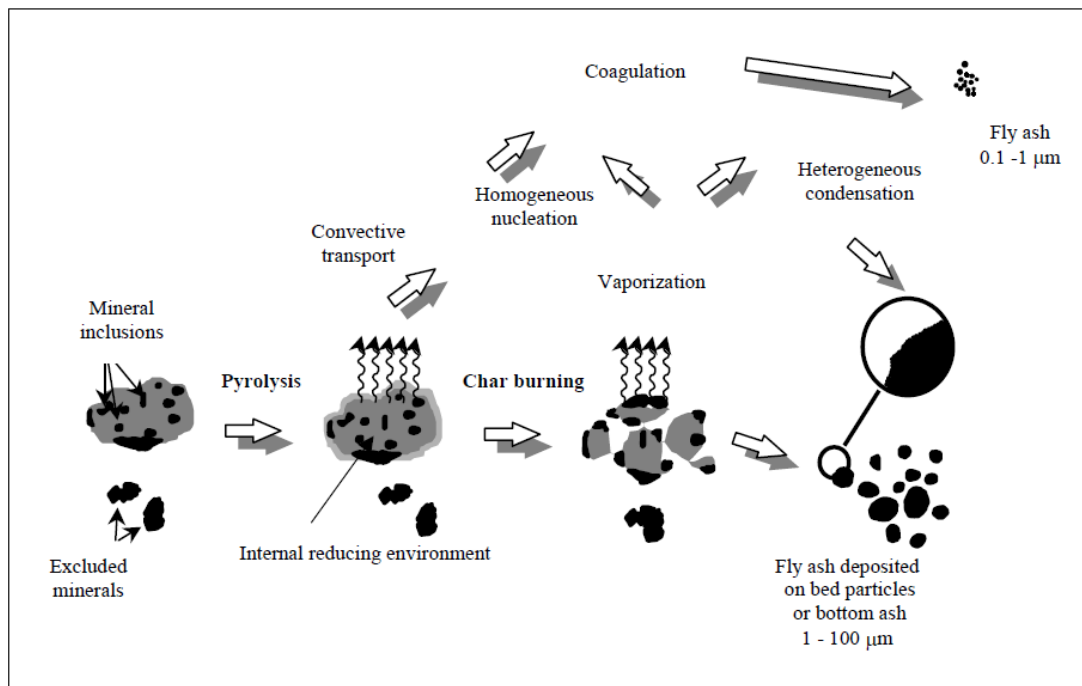 Coagulation
Fly ash
0.1 -1 μm
Homogeneous
nucleation
Heterogeneous
condensation
Convective
transport
Vaporization
Mineral
inclusions
Pyrolysis
Char burning
Excluded
minerals
Internal reducing environment
Fly ash deposited
on bed particles
or bottom ash
1 - 100 μm